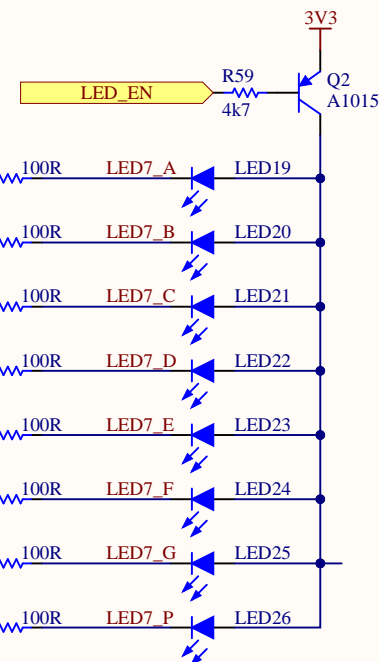 3V3
R59
Q2
LED_EN
4k7
A1015
100R LED7_A LED19
100R LED7_B LED20
100R LED7_C LED21
100R LED7_D LED22
100R LED7_E LED23
100R LED7_F LED24
100R LED7_G LED25
100R LED7_P LED26